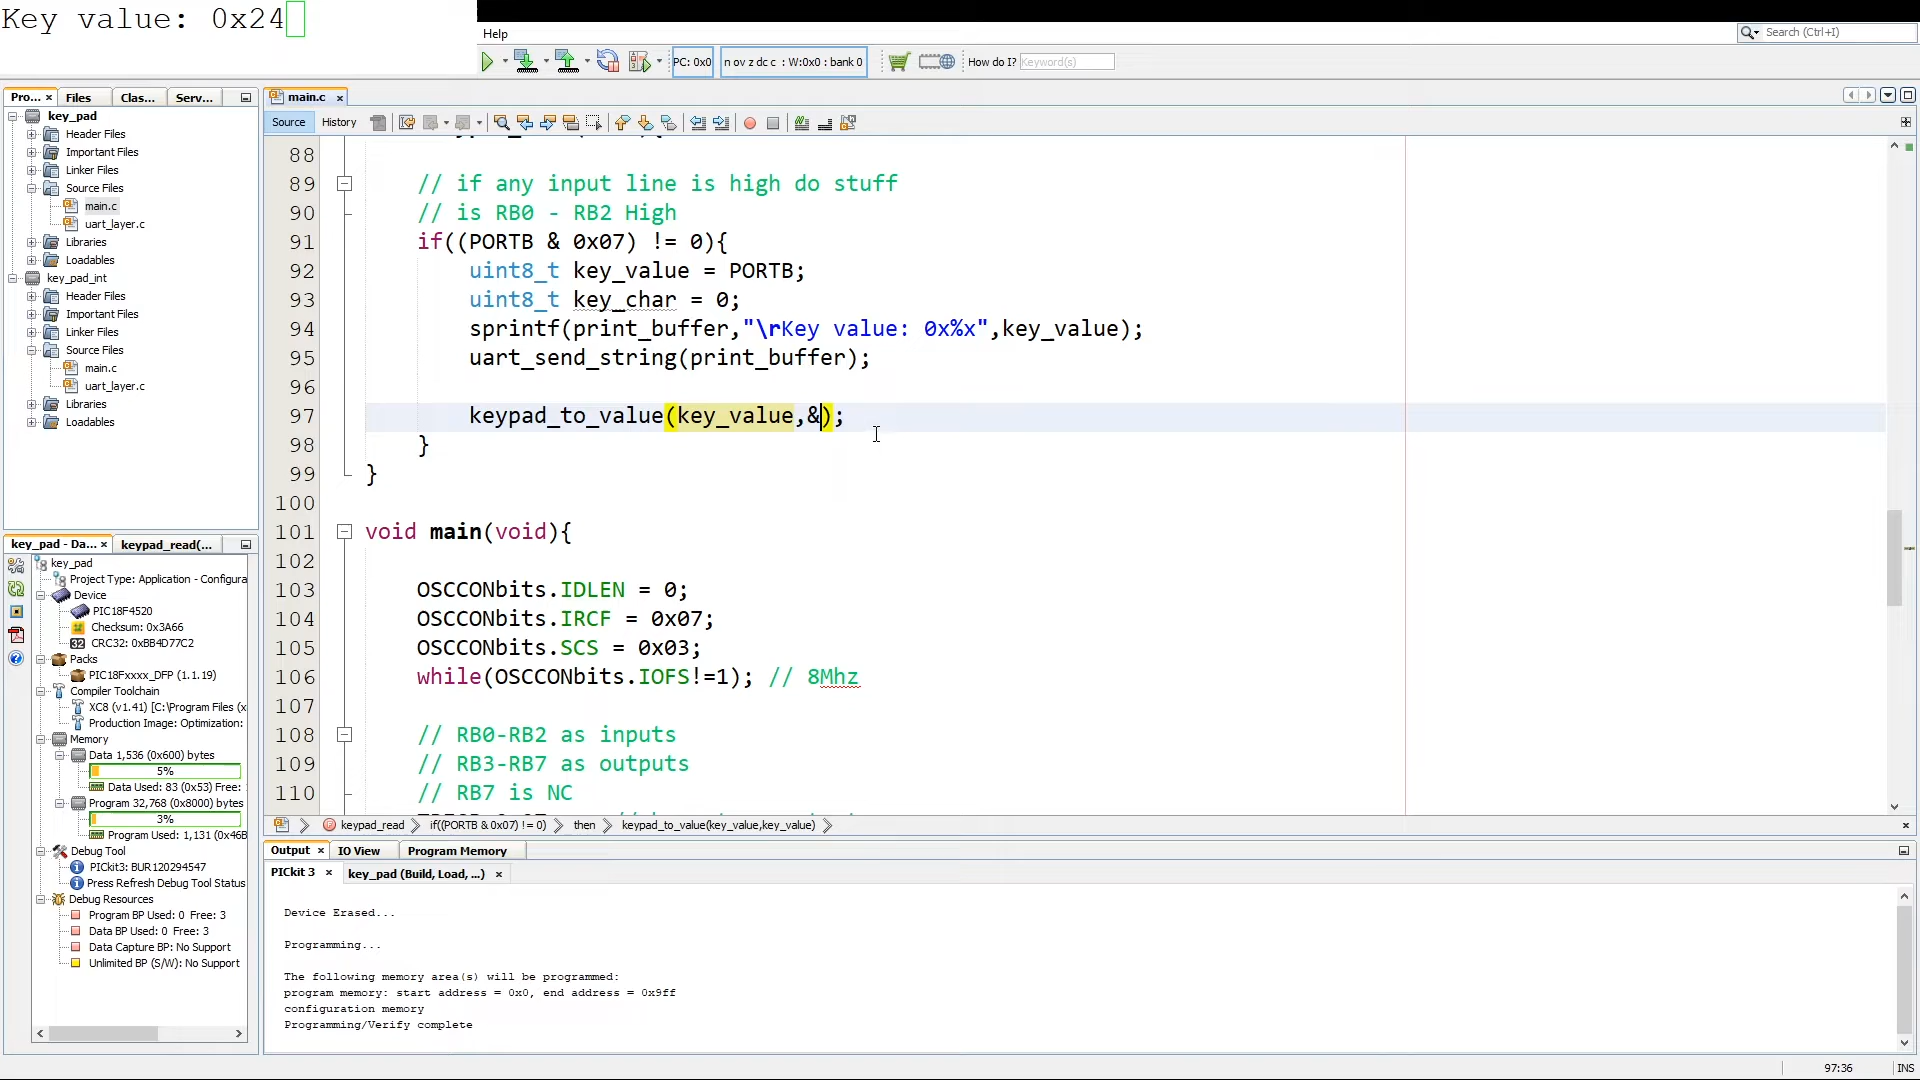 Key value: 0x24
Help
Search (Ctrl+I)
PC: 0x0
n ov z dc c : W:0x0 : bank 0
How do I?
Keyword(s)
Pro...
Files
Clas...
Serv...
main.c
key_pad
Header Files
Important Files
Linker Files
Source Files
main.c
uart_layer.c
Libraries
Loadables
key_pad_int
Header Files
Important Files
Linker Files
Source Files
main.c
uart_layer.c
Libraries
Loadables
Source
History
88
89 // if any input line is high do stuff
90 // is RB0 - RB2 High
91 if((PORTB & 0x07) != 0){
92 uint8_t key_value = PORTB;
93 uint8_t key_char = 0;
94 sprintf(print_buffer,"\rKey value: 0x%x",key_value);
95 uart_send_string(print_buffer);
96
97 keypad_to_value(key_value,&);
98 }
99 }
100
101 void main(void){
102
103 OSCCONbits.IDLEN = 0;
104 OSCCONbits.IRCF = 0x07;
105 OSCCONbits.SCS = 0x03;
106 while(OSCCONbits.IOFS!=1); // 8Mhz
107
108 // RB0-RB2 as inputs
109 // RB3-RB7 as outputs
110 // RB7 is NC
keypad_read
if((PORTB & 0x07) != 0)
then
keypad_to_value(key_value,key_value)
key_pad - Da...
keypad_read(...
key_pad
Project Type: Application - Configura
Device
PIC18F4520
Checksum: 0x3A66
CRC32: 0xBB4D77C2
Packs
PIC18Fxxxx_DFP (1.1.19)
Compiler Toolchain
XC8 (v1.41) [C:\Program Files (x
Production Image: Optimization:
Memory
Data 1,536 (0x600) bytes
5%
Data Used: 83 (0x53) Free:
Program 32,768 (0x8000) bytes
3%
Program Used: 1,131 (0x46B
Debug Tool
PICkit3: BUR120294547
Press Refresh Debug Tool Status
Debug Resources
Program BP Used: 0 Free: 3
Data BP Used: 0 Free: 3
Data Capture BP: No Support
Unlimited BP (S/W): No Support
Output
IO View
Program Memory
PICkit 3
key_pad (Build, Load, ...)
Device Erased...
Programming...
The following memory area(s) will be programmed:
program memory: start address = 0x0, end address = 0x9ff
configuration memory
Programming/Verify complete
97:36
INS